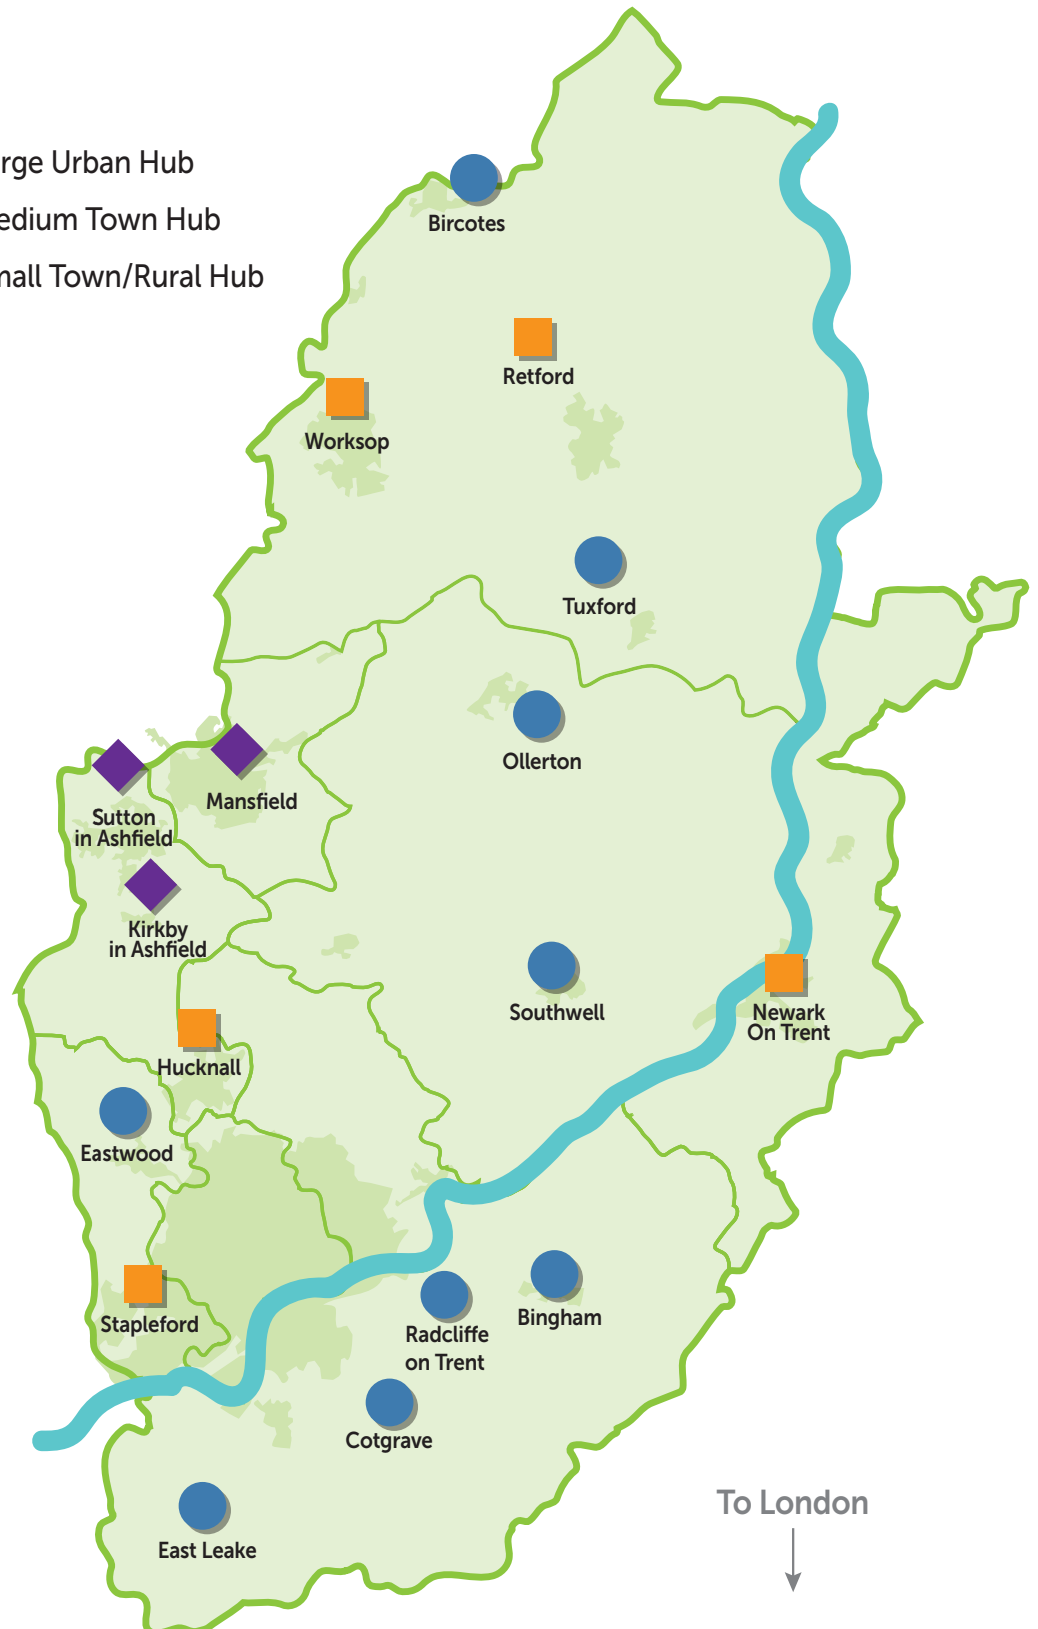 rge Urban Hub
edium Town Hub
mall Town/Rural Hub
Bircotes
Retford
Worksop
Tuxford
Ollerton
Mansfield
Sutton
in Ashfield
Kirkby
in Ashfield
Southwell
Newark
On Trent
Hucknall
Eastwood
Stapleford
Bingham
Radcliffe
on Trent
Cotgrave
To London
East Leake